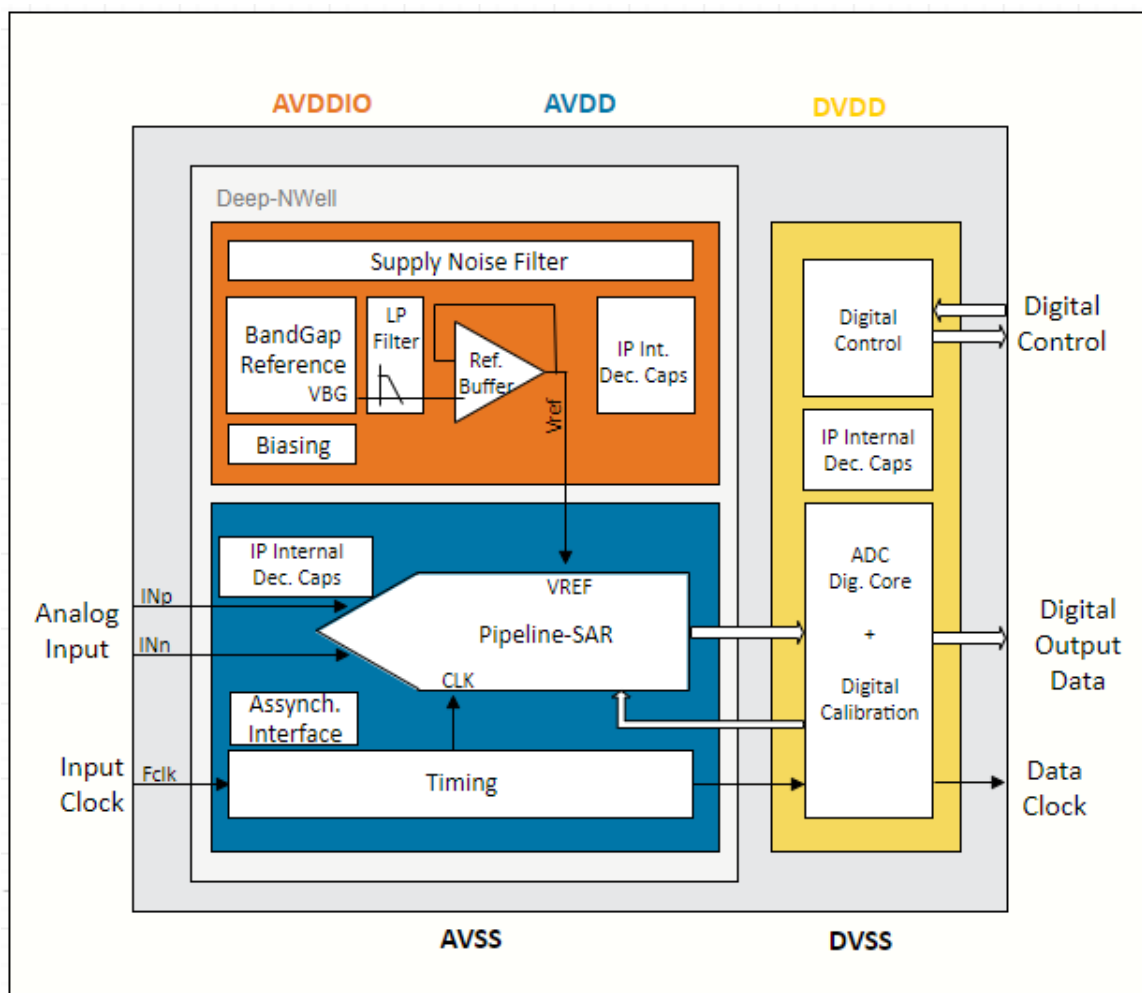 AVDDIO
AVDD
DVDD
Deep-NWell
Supply Noise Filter
BandGap
Reference
VBG
LP
Filter
Ref.
Buffer
IP Int.
Dec. Caps
Vref
Biasing
Digital
Control
Digital
Control
IP Internal
Dec. Caps
IP Internal
Dec. Caps
VREF
Pipeline-SAR
CLK
ADC
Dig. Core
+
Digital
Calibration
Analog
Input
INp
INn
Digital
Output
Data
Assynch.
Interface
Input
Clock
Fclk
Timing
Data
Clock
AVSS
DVSS